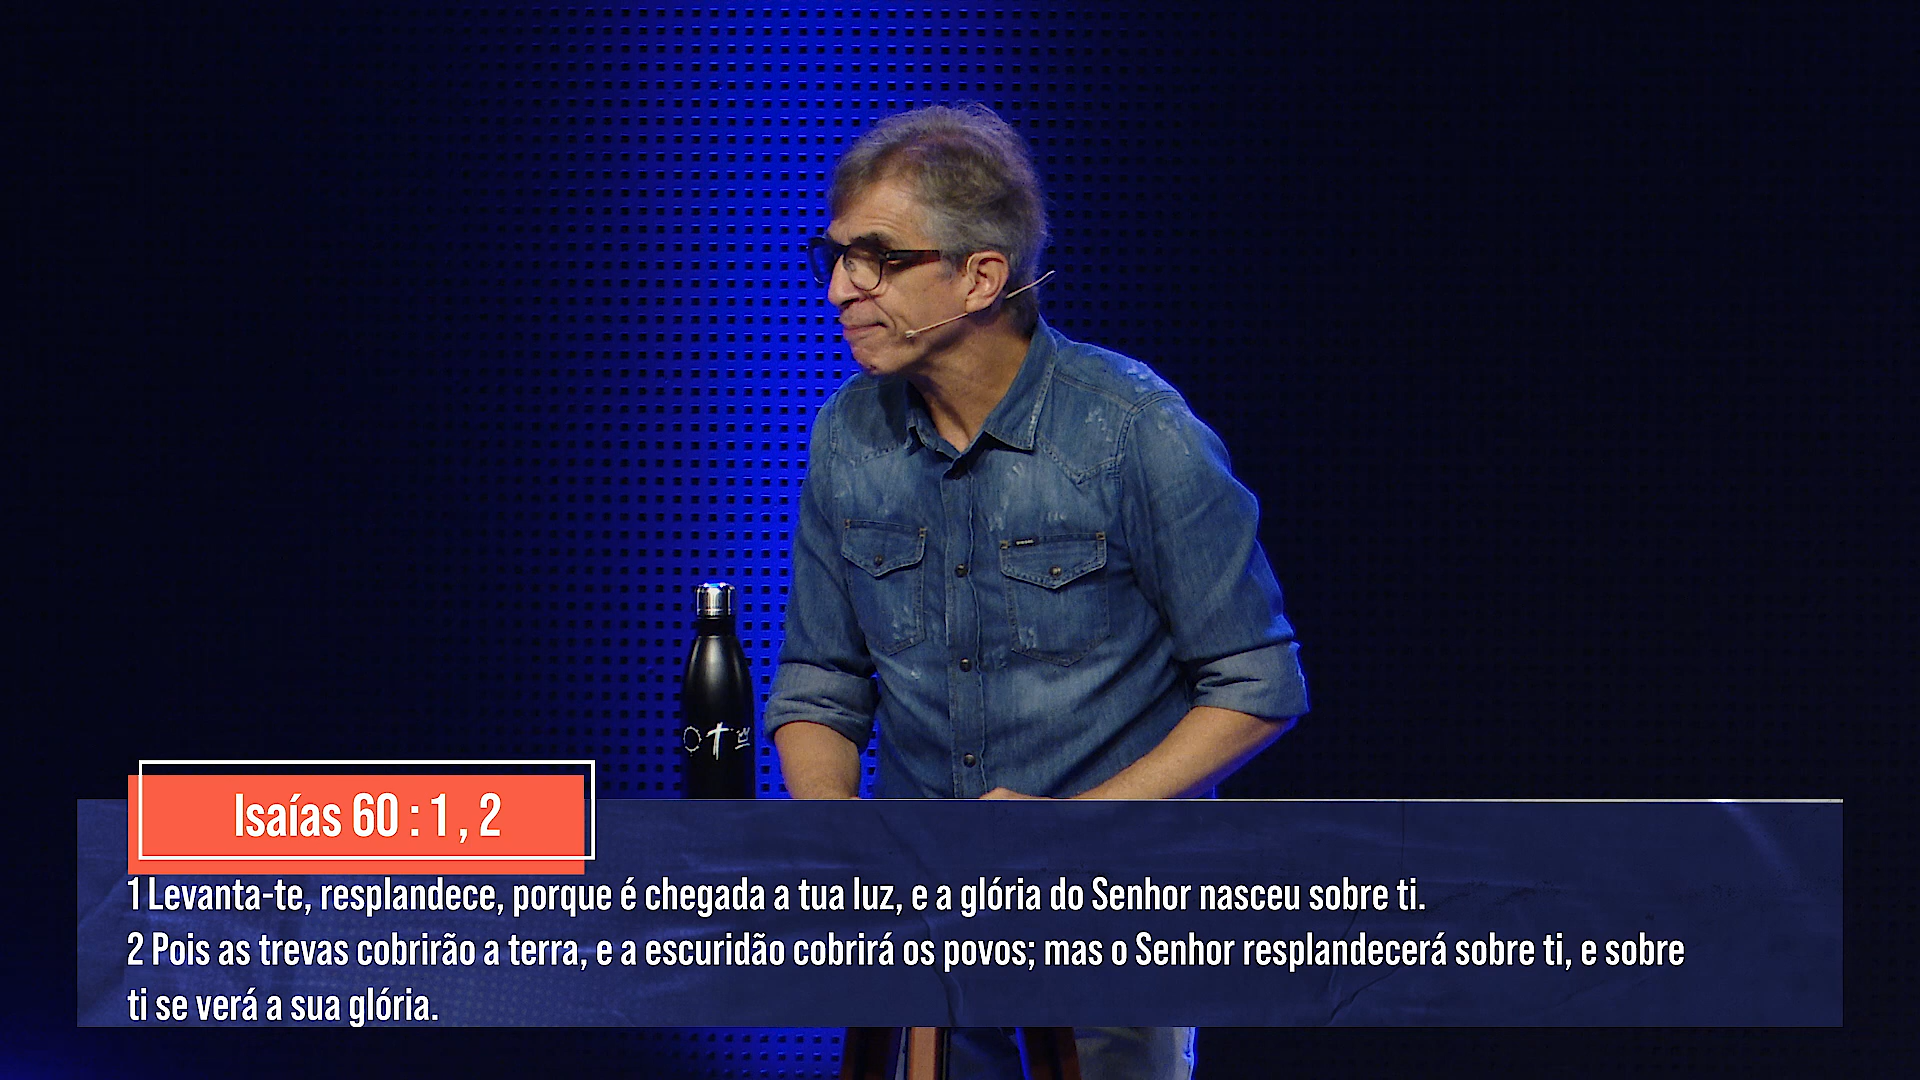 Isaías 60 : 1 , 2
1 Levanta-te, resplandece, porque é chegada a tua luz, e a glória do Senhor nasceu sobre ti.
2 Pois as trevas cobrirão a terra, e a escuridão cobrirá os povos; mas o Senhor resplandecerá sobre ti, e sobre
ti se verá a sua glória.